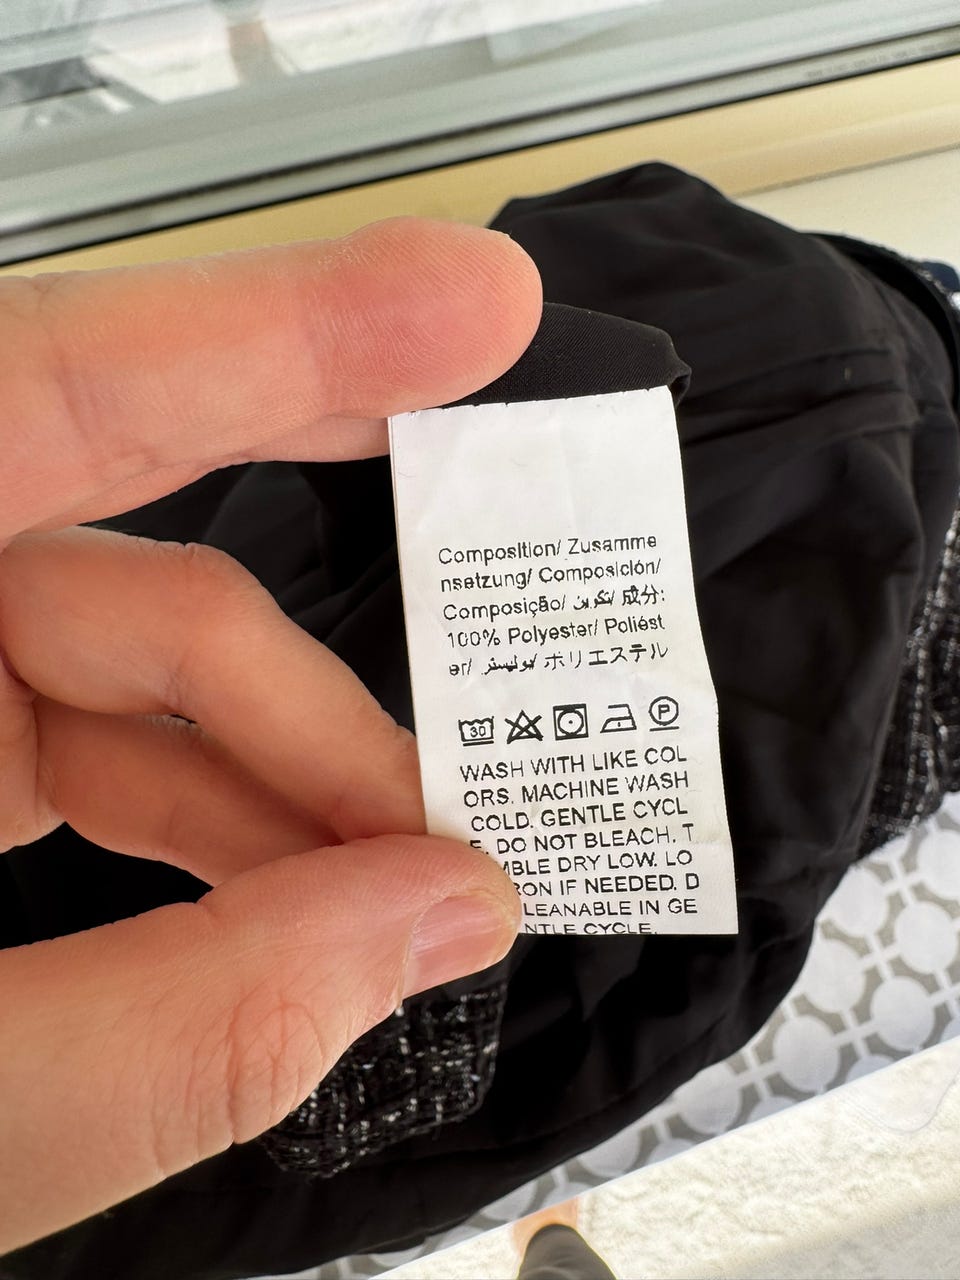 Composition/ Zusamme
nsetzung/ Composición/
Composição/ تكوين/ 成分:
100% Polyester/ Poliést
er/ بوليستر/ ポリエステル
30 P
WASH WITH LIKE COL
ORS. MACHINE WASH
COLD. GENTLE CYCL
E. DO NOT BLEACH. T
MBLE DRY LOW. LO
RON IF NEEDED. D
LEANABLE IN GE
NTLE CYCLE.